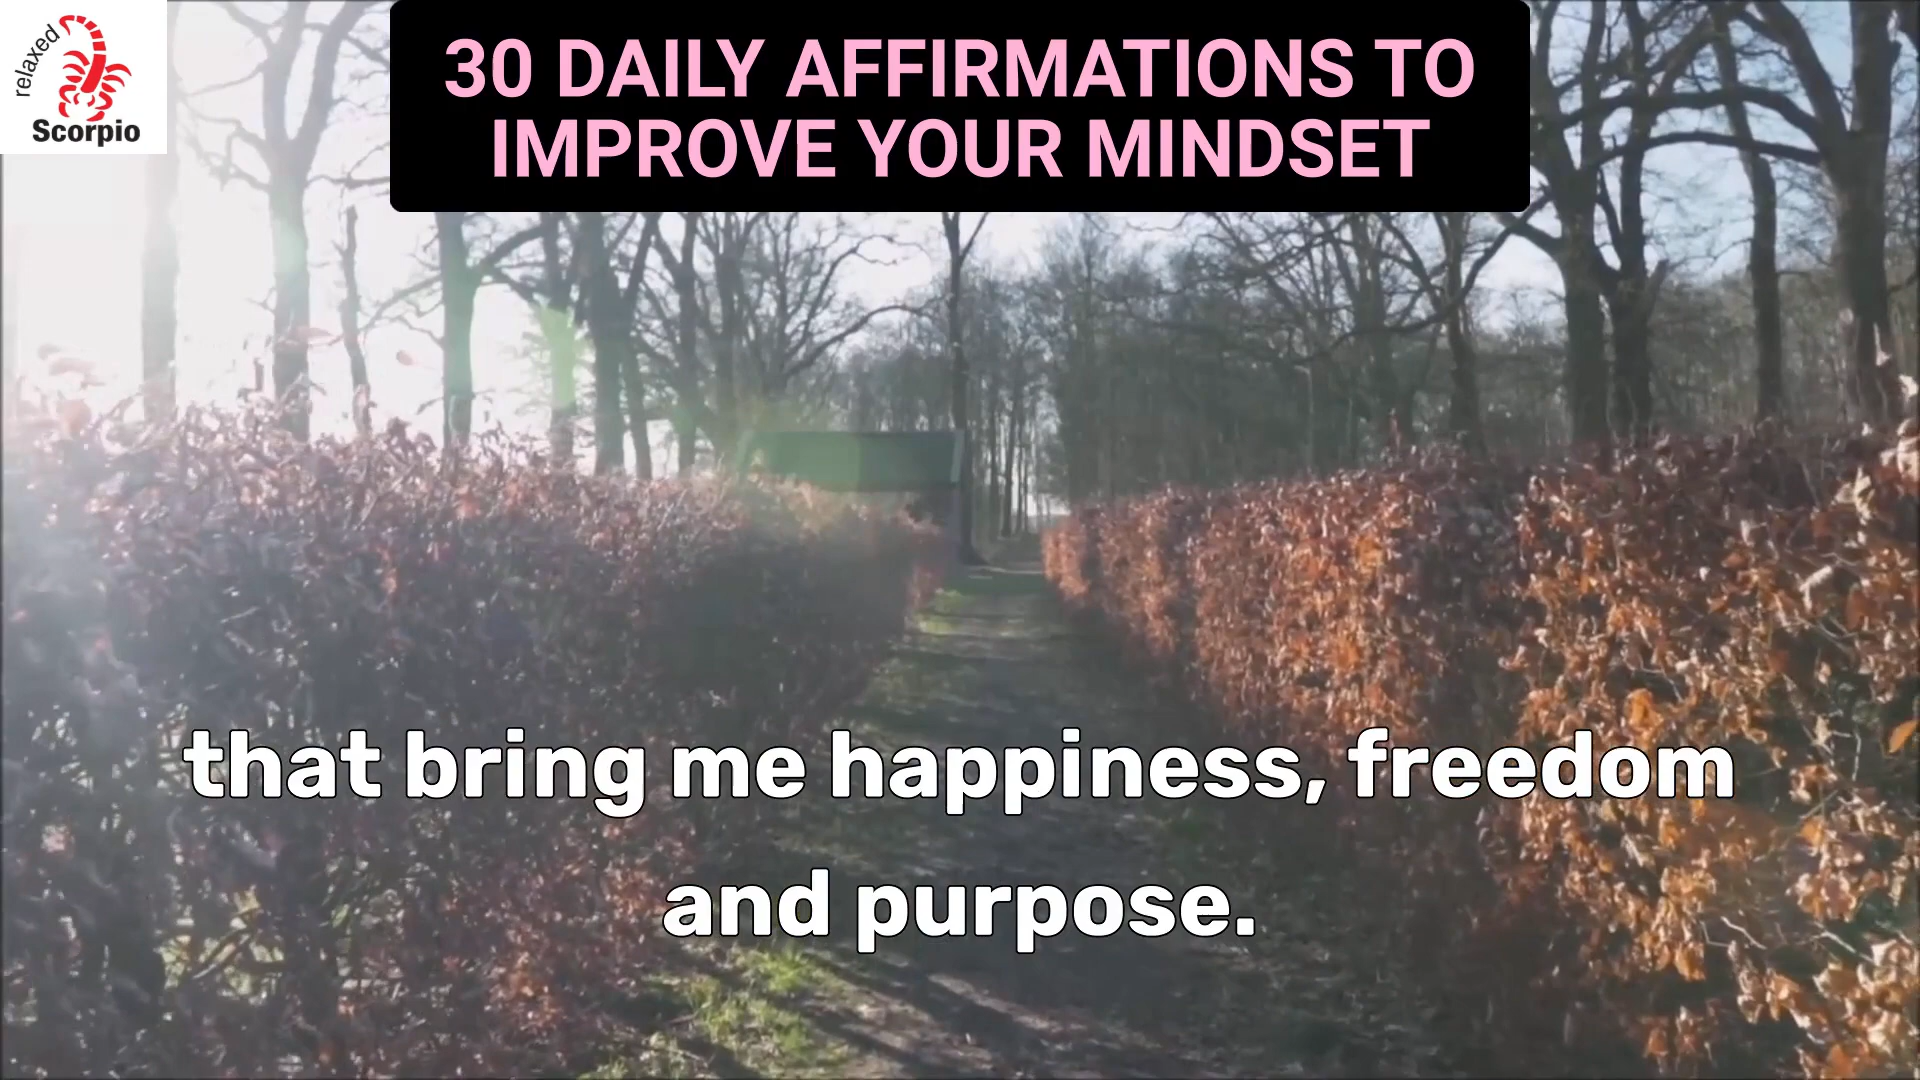 relaxed
Scorpio
30 DAILY AFFIRMATIONS TO
IMPROVE YOUR MINDSET
that bring me happiness, freedom
and purpose.